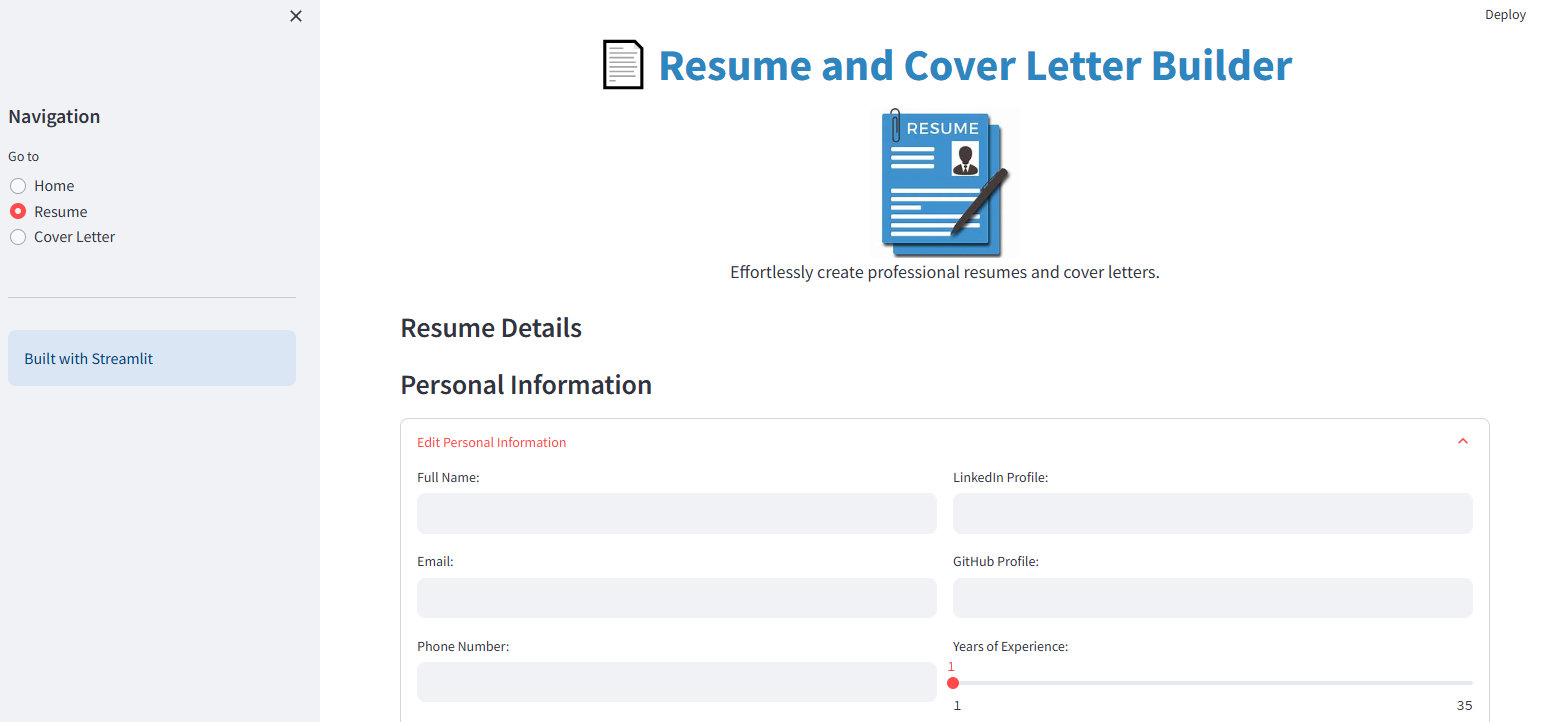 Deploy
Resume and Cover Letter Builder
RESUME
Effortlessly create professional resumes and cover letters.
Navigation
Go to
Home
Resume
Cover Letter
Built with Streamlit
Resume Details
Personal Information
Edit Personal Information
Full Name:
LinkedIn Profile:
Email:
GitHub Profile:
Phone Number:
Years of Experience:
1
1
35